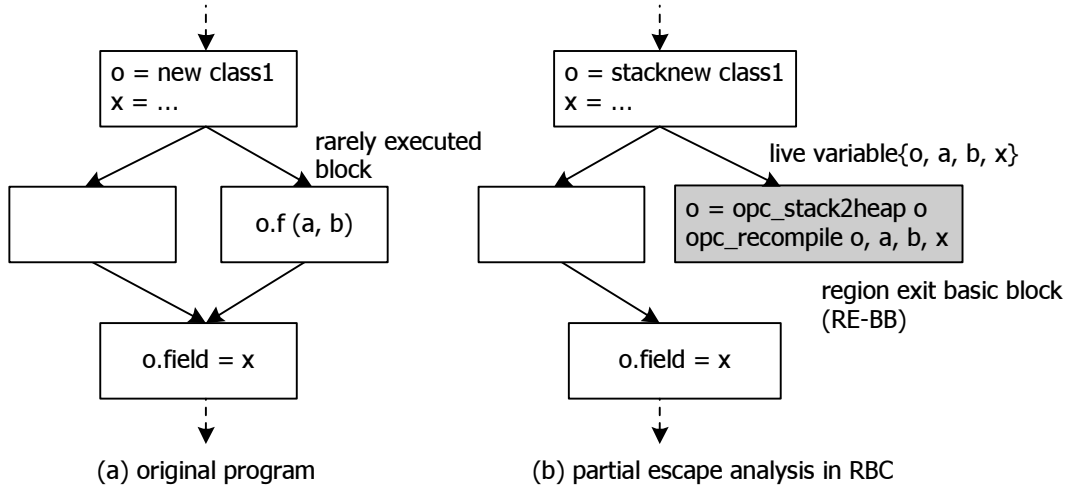 o = new class1
x = ...
rarely executed
block
o.f (a, b)
o.field = x
(a) original program
o = stacknew class1
x = ...
live variable{o, a, b, x}
o = opc_stack2heap o
opc_recompile o, a, b, x
region exit basic block
(RE-BB)
o.field = x
(b) partial escape analysis in RBC